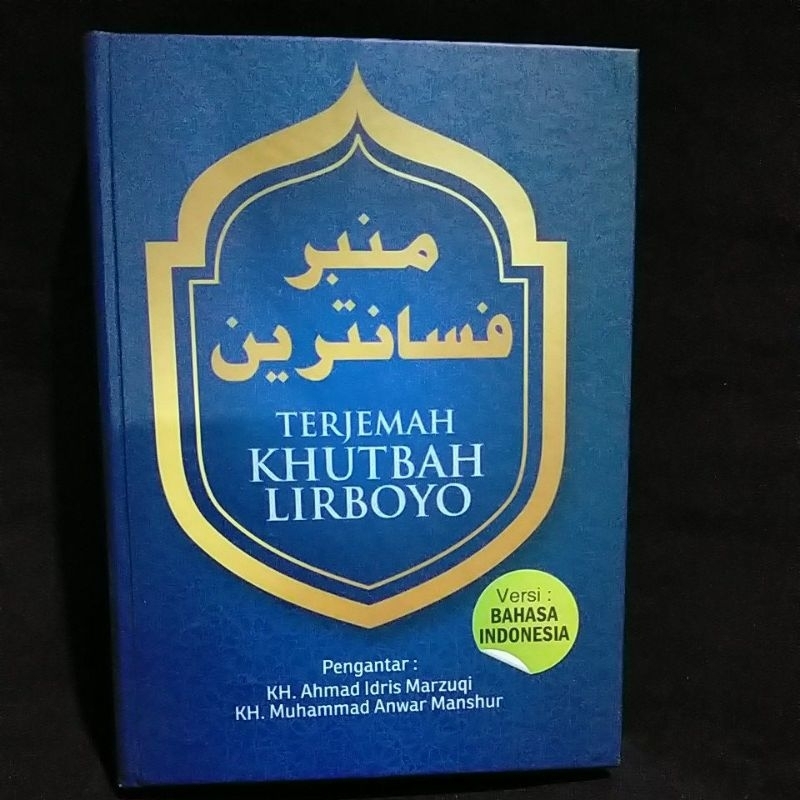 منبر
فسانترين
TERJEMAH
KHUTBAH
LIRBOYO
Versi :
BAHASA
INDONESIA
Pengantar :
KH. Ahmad Idris Marzuqi
KH. Muhammad Anwar Manshur